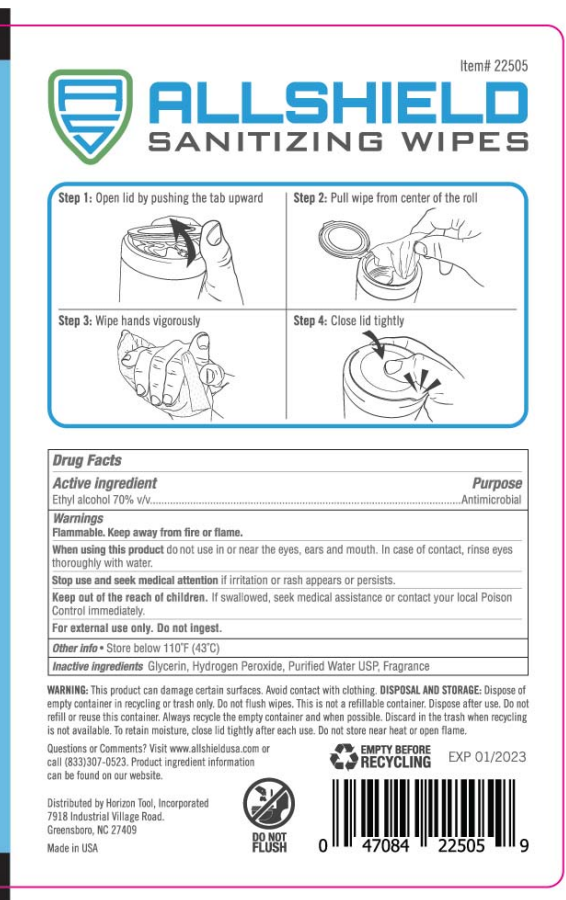 Item# 22505
ALLSHIELD
SANITIZING WIPES
Step 1: Open lid by pushing the tab upward
Step 2: Pull wipe from center of the roll
Step 3: Wipe hands vigorously
Step 4: Close lid tightly
Drug Facts
Active ingredient Purpose
Ethyl alcohol 70% v/v....................................................................................................Antimicrobial
Warnings
Flammable. Keep away from fire or flame.
When using this product do not use in or near the eyes, ears and mouth. In case of contact, rinse eyes
thoroughly with water.
Stop use and seek medical attention if irritation or rash appears or persists.
Keep out of the reach of children. If swallowed, seek medical assistance or contact your local Poison
Control immediately.
For external use only. Do not ingest.
Other info • Store below 110°F (43°C)
Inactive ingredients Glycerin, Hydrogen Peroxide, Purified Water USP, Fragrance
WARNING: This product can damage certain surfaces. Avoid contact with clothing. DISPOSAL AND STORAGE: Dispose of
empty container in recycling or trash only. Do not flush wipes. This is not a refillable container. Dispose after use. Do not
refill or reuse this container. Always recycle the empty container and when possible. Discard in the trash when recycling
is not available. To retain moisture, close lid tightly after each use. Do not store near heat or open flame.
Questions or Comments? Visit www.allshieldusa.com or
call (833)307-0523. Product ingredient information
can be found on our website.
EMPTY BEFORE
RECYCLING
EXP 01/2023
Distributed by Horizon Tool, Incorporated
7918 Industrial Village Road.
Greensboro, NC 27409
Made in USA
DO NOT
FLUSH
0 47084 22505 9